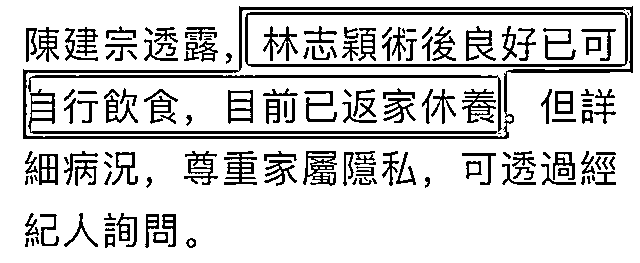 陳建宗透露，林志穎術後良好已可
自行飲食，目前已返家休養。但詳
細病況，尊重家屬隱私，可透過經
紀人詢問。